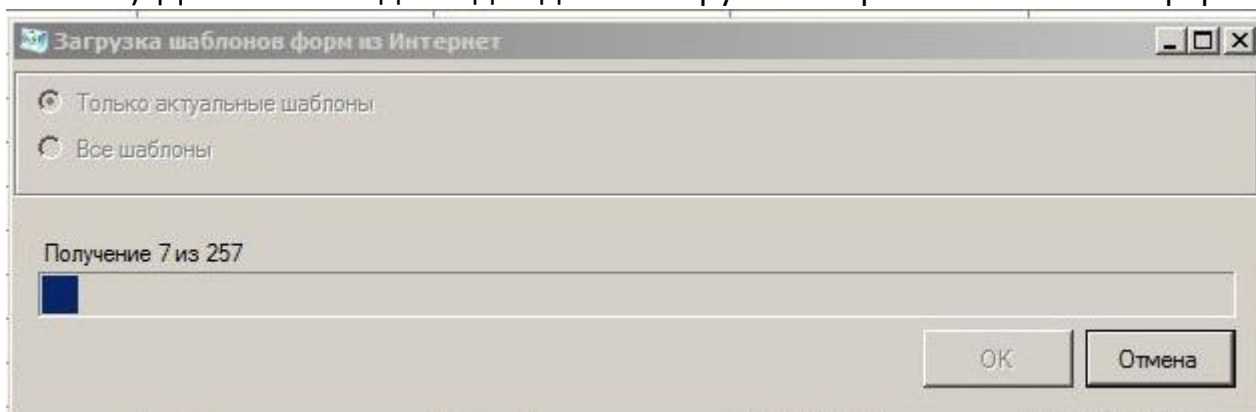 Загрузка шаблонов форм из Интернет
Только актуальные шаблоны
Все шаблоны
Получение 7 из 257
OK
Отмена